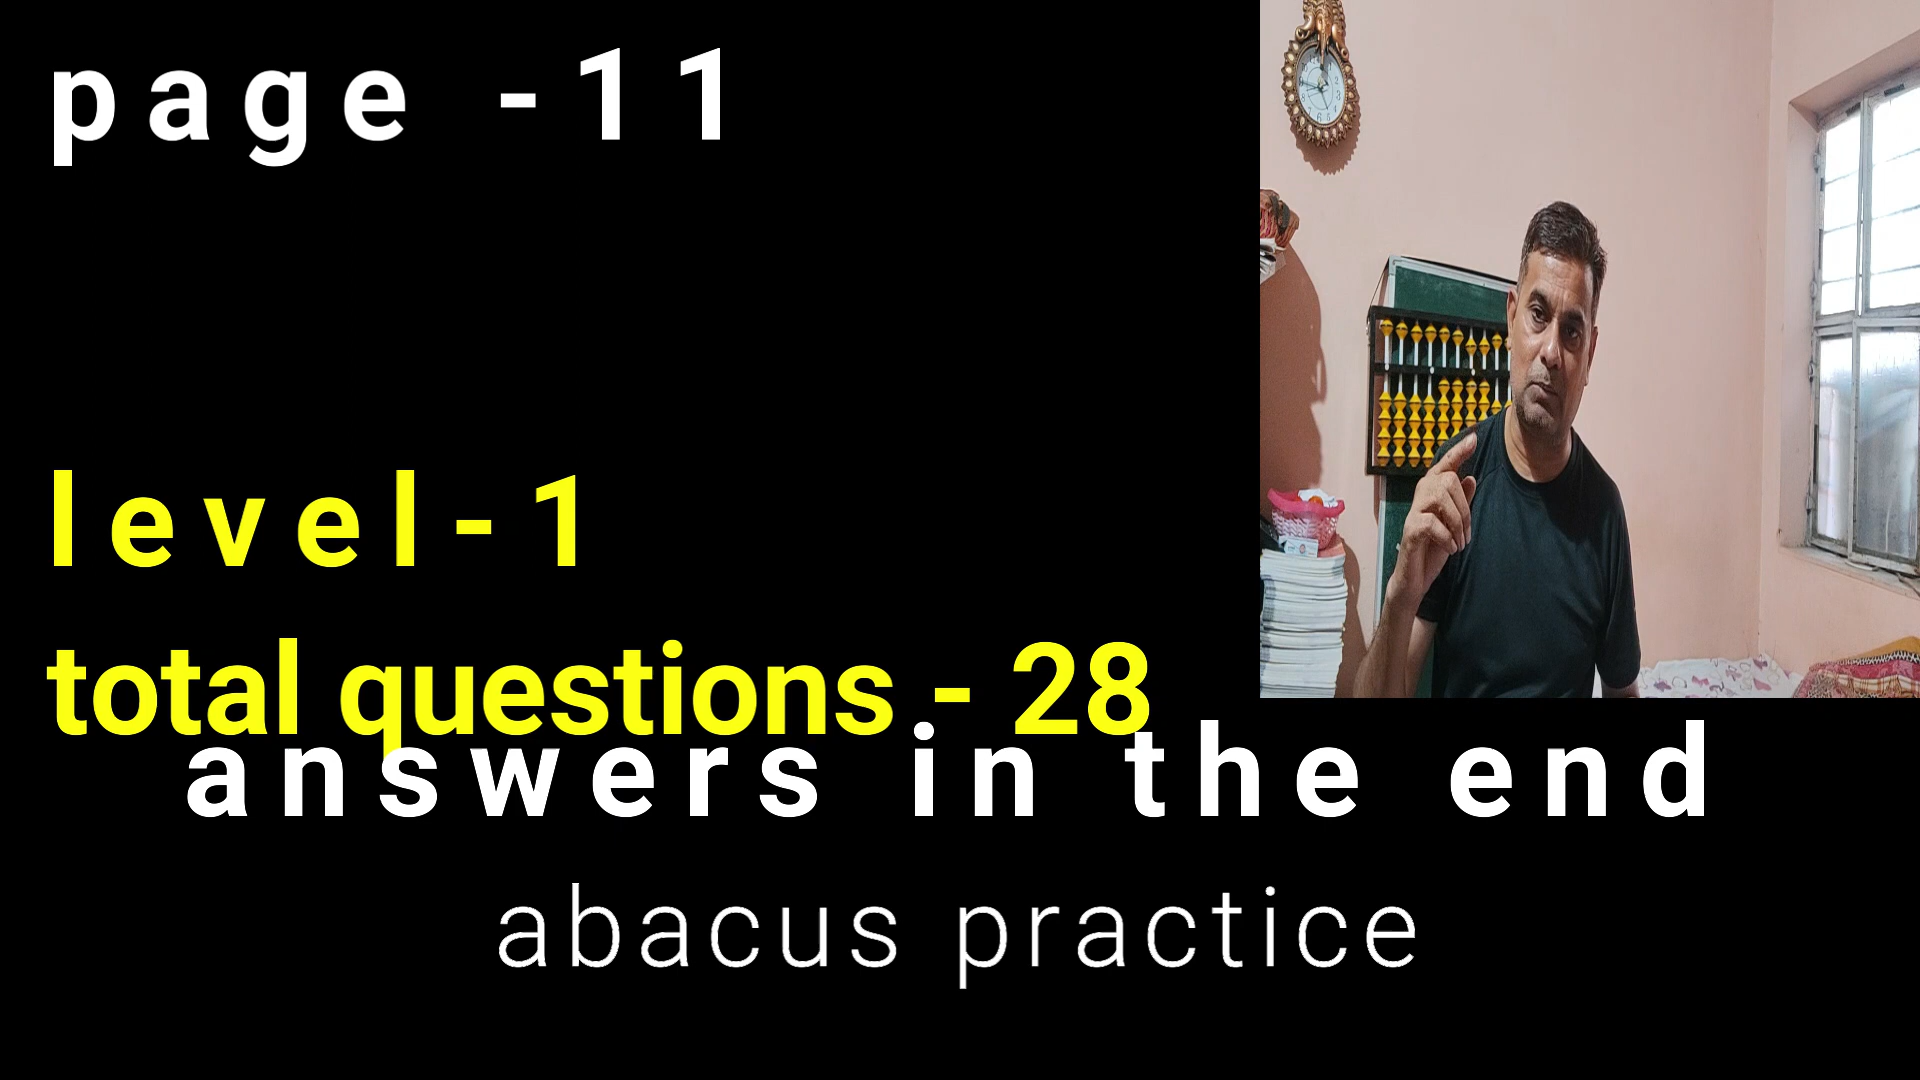 page -11
level-1
total questions - 28
answers in the end
abacus practice